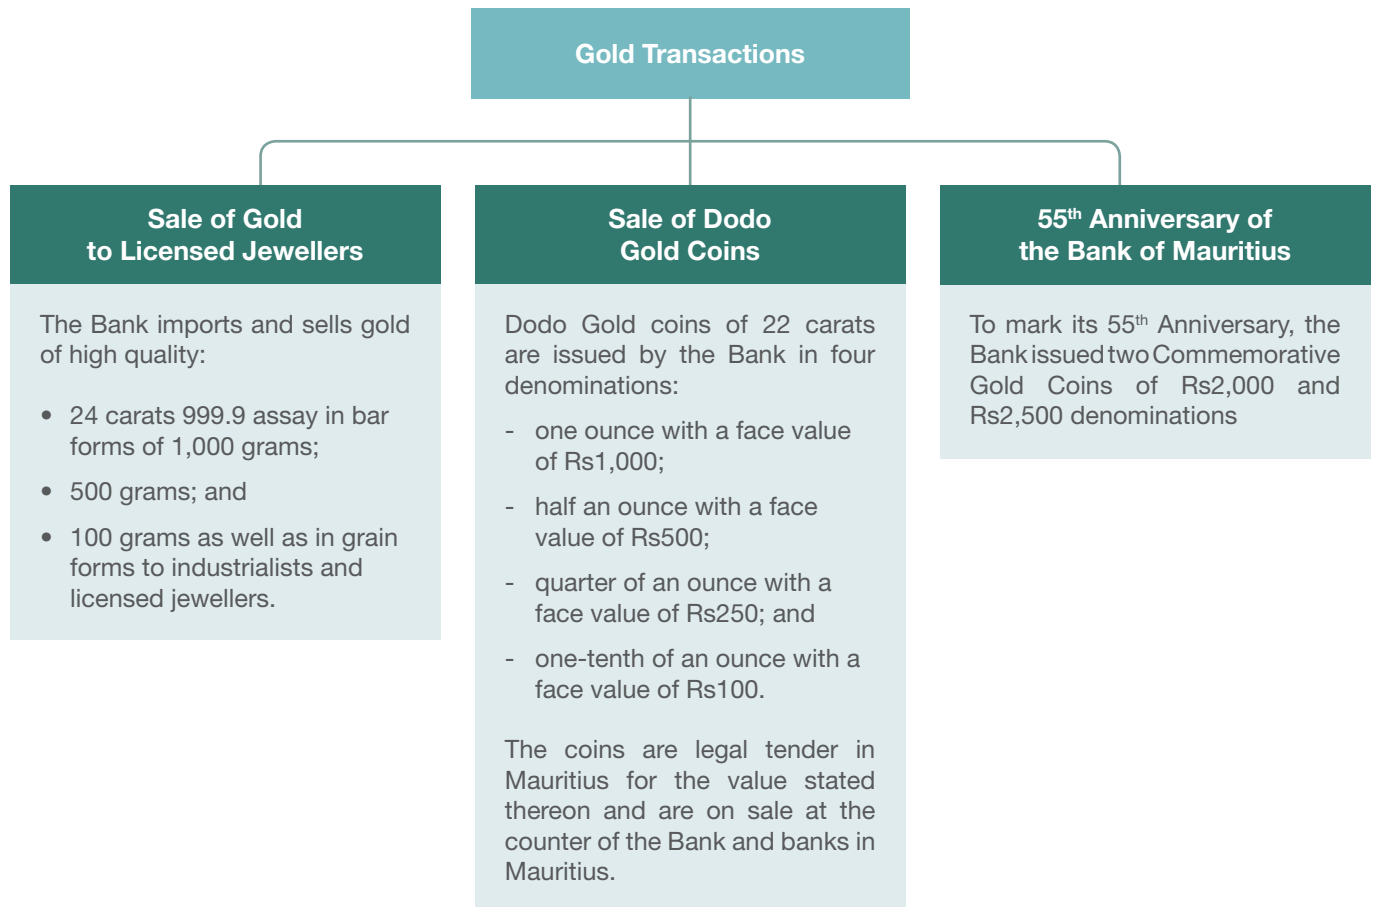 Gold Transactions
Sale of Gold
to Licensed Jewellers
The Bank imports and sells gold
of high quality:
• 24 carats 999.9 assay in bar
forms of 1,000 grams;
• 500 grams; and
• 100 grams as well as in grain
forms to industrialists and
licensed jewellers.
Sale of Dodo
Gold Coins
Dodo Gold coins of 22 carats
are issued by the Bank in four
denominations:
- one ounce with a face value
of Rs1,000;
- half an ounce with a face
value of Rs500;
- quarter of an ounce with a
face value of Rs250; and
- one-tenth of an ounce with a
face value of Rs100.
The coins are legal tender in
Mauritius for the value stated
thereon and are on sale at the
counter of the Bank and banks in
Mauritius.
55th Anniversary of
the Bank of Mauritius
To mark its 55th Anniversary, the
Bank issued two Commemorative
Gold Coins of Rs2,000 and
Rs2,500 denominations